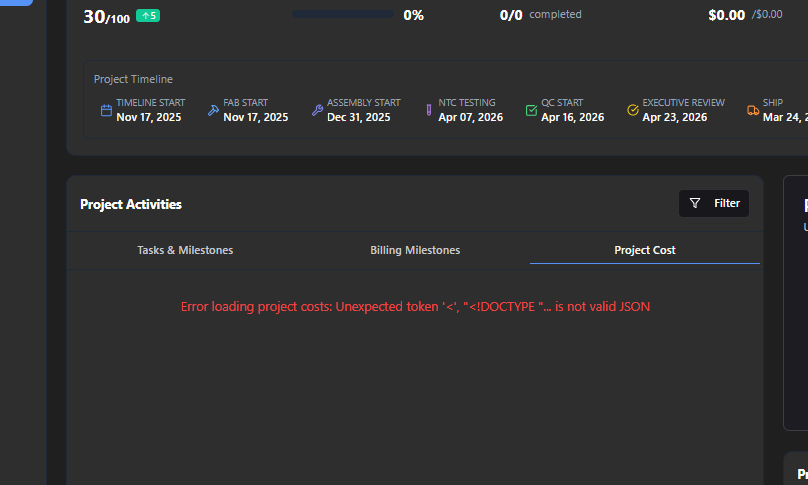 30/100 ↑5 0% 0/0 completed $0.00 /$0.00
Project Timeline
TIMELINE START FAB START ASSEMBLY START NTC TESTING QC START EXECUTIVE REVIEW SHIP
Nov 17, 2025 Nov 17, 2025 Dec 31, 2025 Apr 07, 2026 Apr 16, 2026 Apr 23, 2026 Mar 24,
Project Activities Filter
Tasks & Milestones Billing Milestones Project Cost
Error loading project costs: Unexpected token '<', "<!DOCTYPE "... is not valid JSON